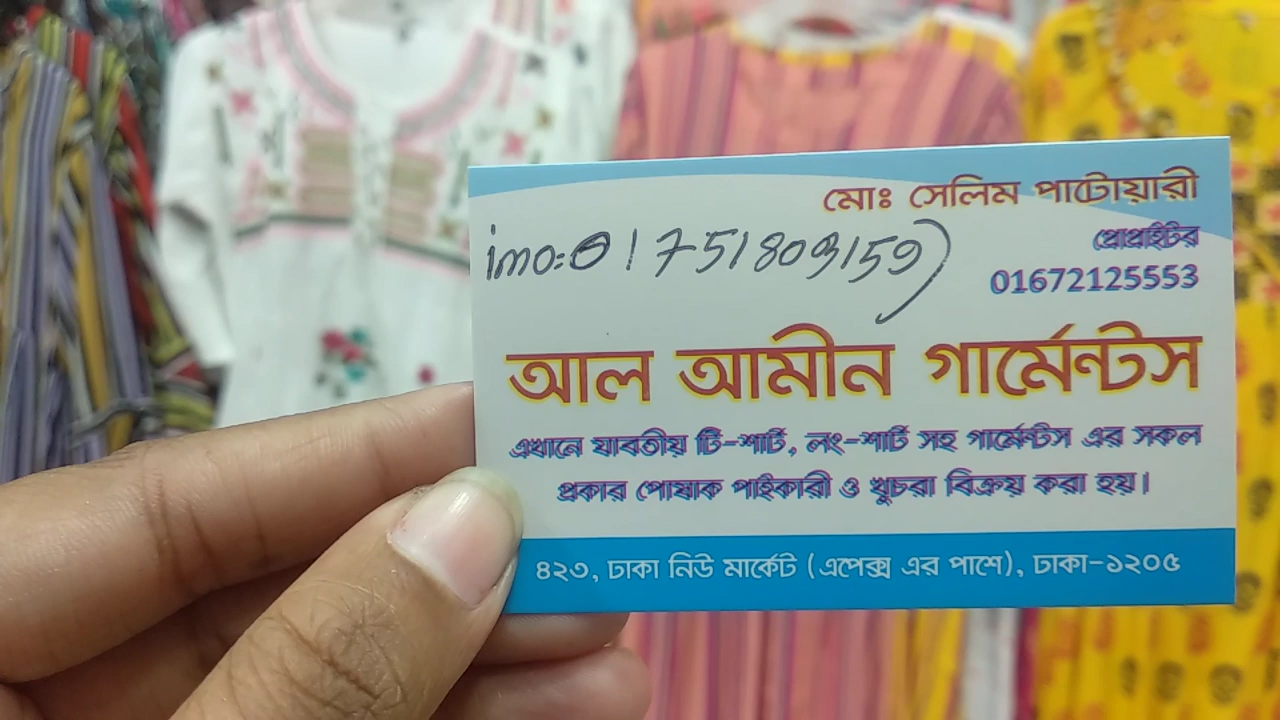 মোঃ সেলিম পাটোয়ারী
প্রোপ্রাইটর
imo:01751809159
01672125553
আল আমীন গার্মেন্টস
এখানে যাবতীয় টি-শার্ট, লং-শার্ট সহ গার্মেন্টস এর সকল
প্রকার পোষাক পাইকারী ও খুচরা বিক্রয় করা হয়।
৪২৩, ঢাকা নিউ মার্কেট (এপেক্স এর পাশে), ঢাকা-১২০৫